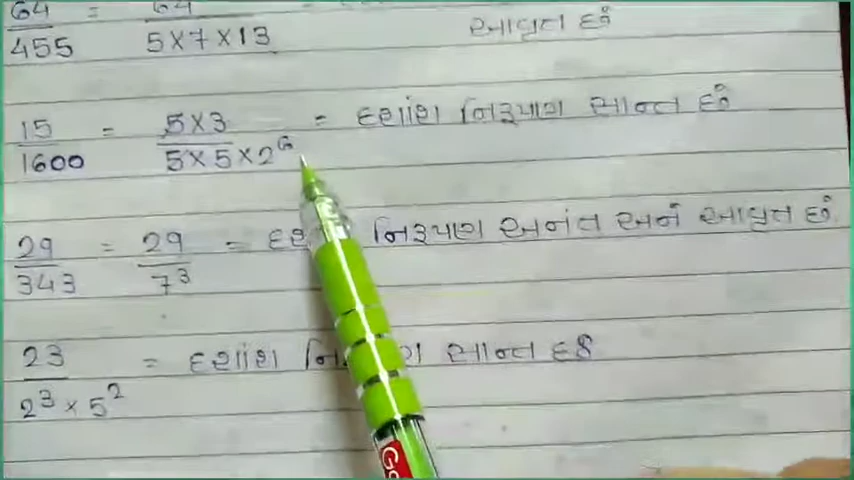 64/455 = 64/5×7×13 =
આવૃત છે
15/1600 = 5×3/5×5×2⁶ = દશાંશ નિરૂપણ સાન્ત છે
29/343 = 29/7³ = નિરૂપણ અનંત અને આવૃત છે.
23/2³×5² = દશાંશ સાન્ત છે